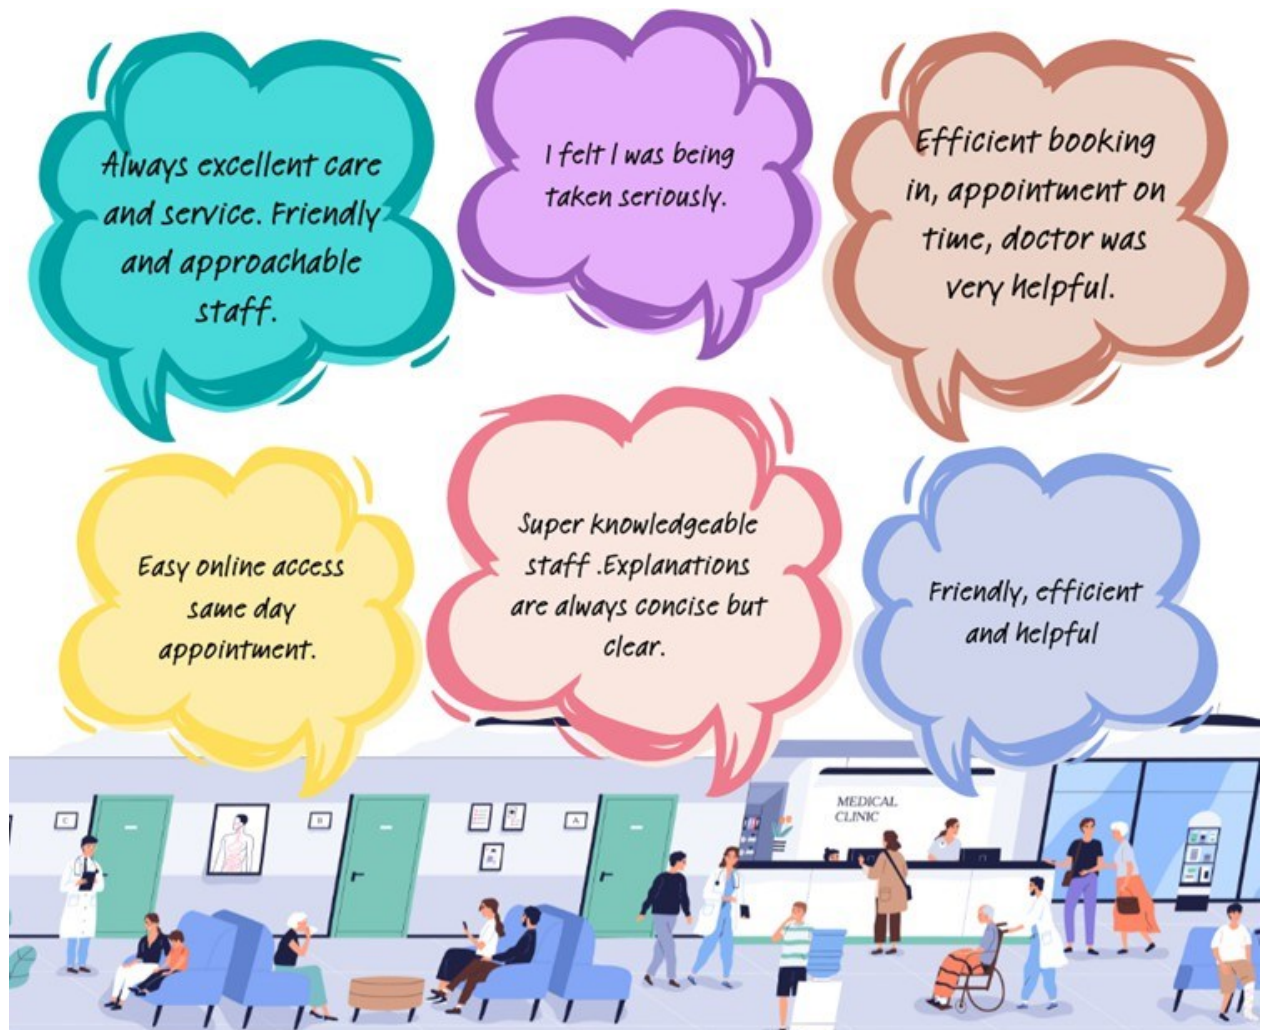 Always excellent care
and service. Friendly
and approachable
staff.
I felt I was being
taken seriously.
Efficient booking
in, appointment on
time, doctor was
very helpful.
Easy online access
same day
appointment.
Super knowledgeable
staff .Explanations
are always concise but
clear.
Friendly, efficient
and helpful
MEDICAL
CLINIC
C
B
A